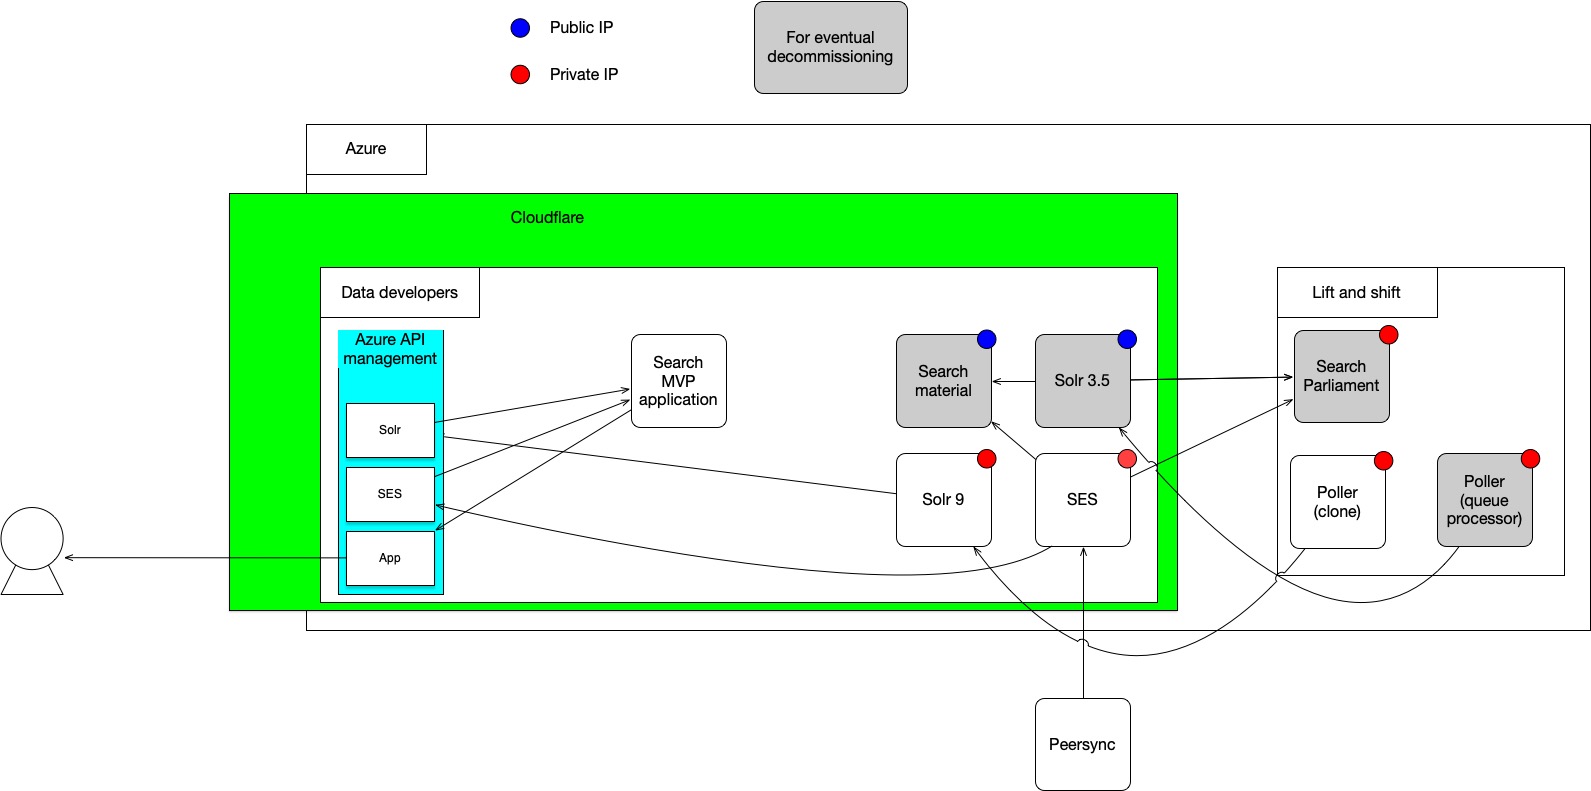 Public IP
Private IP
For eventual
decommissioning
Azure
Cloudflare
Data developers
Lift and shift
Azure API
management
Search
MVP
application
Search
material
Solr 3.5
Search
Parliament
Solr
SES
App
Solr 9
SES
Poller
(clone)
Poller
(queue
processor)
Peersync